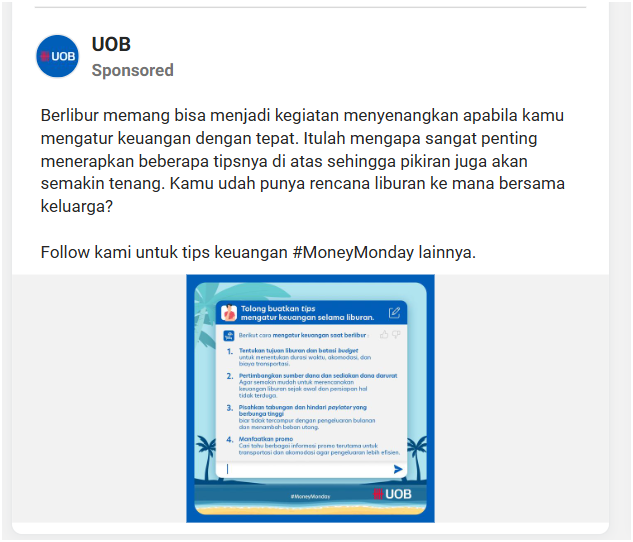 UOB
UOB
Sponsored
Berlibur memang bisa menjadi kegiatan menyenangkan apabila kamu
mengatur keuangan dengan tepat. Itulah mengapa sangat penting
menerapkan beberapa tipsnya di atas sehingga pikiran juga akan
semakin tenang. Kamu udah punya rencana liburan ke mana bersama
keluarga?
Follow kami untuk tips keuangan #MoneyMonday lainnya.
Tolong buatkan tips
mengatur keuangan selama liburan.
Berikut cara mengatur keuangan saat berlibur :
1. Tentukan tujuan liburan dan batasi budget
untuk menentukan durasi waktu, akomodasi, dan
biaya transportasi.
2. Pertimbangkan sumber dana dan sediakan dana darurat
Agar semakin mudah untuk merencanakan
keuangan liburan sejak awal dan persiapan hal
tidak terduga.
3. Pisahkan tabungan dan hindari paylater yang
berbunga tinggi
biar tidak tercampur dengan pengeluaran bulanan
dan menambah beban utang.
4. Manfaatkan promo
Cari tahu berbagai informasi promo terutama untuk
transportasi dan akomodasi agar pengeluaran lebih efisien.
#MoneyMonday
UOB